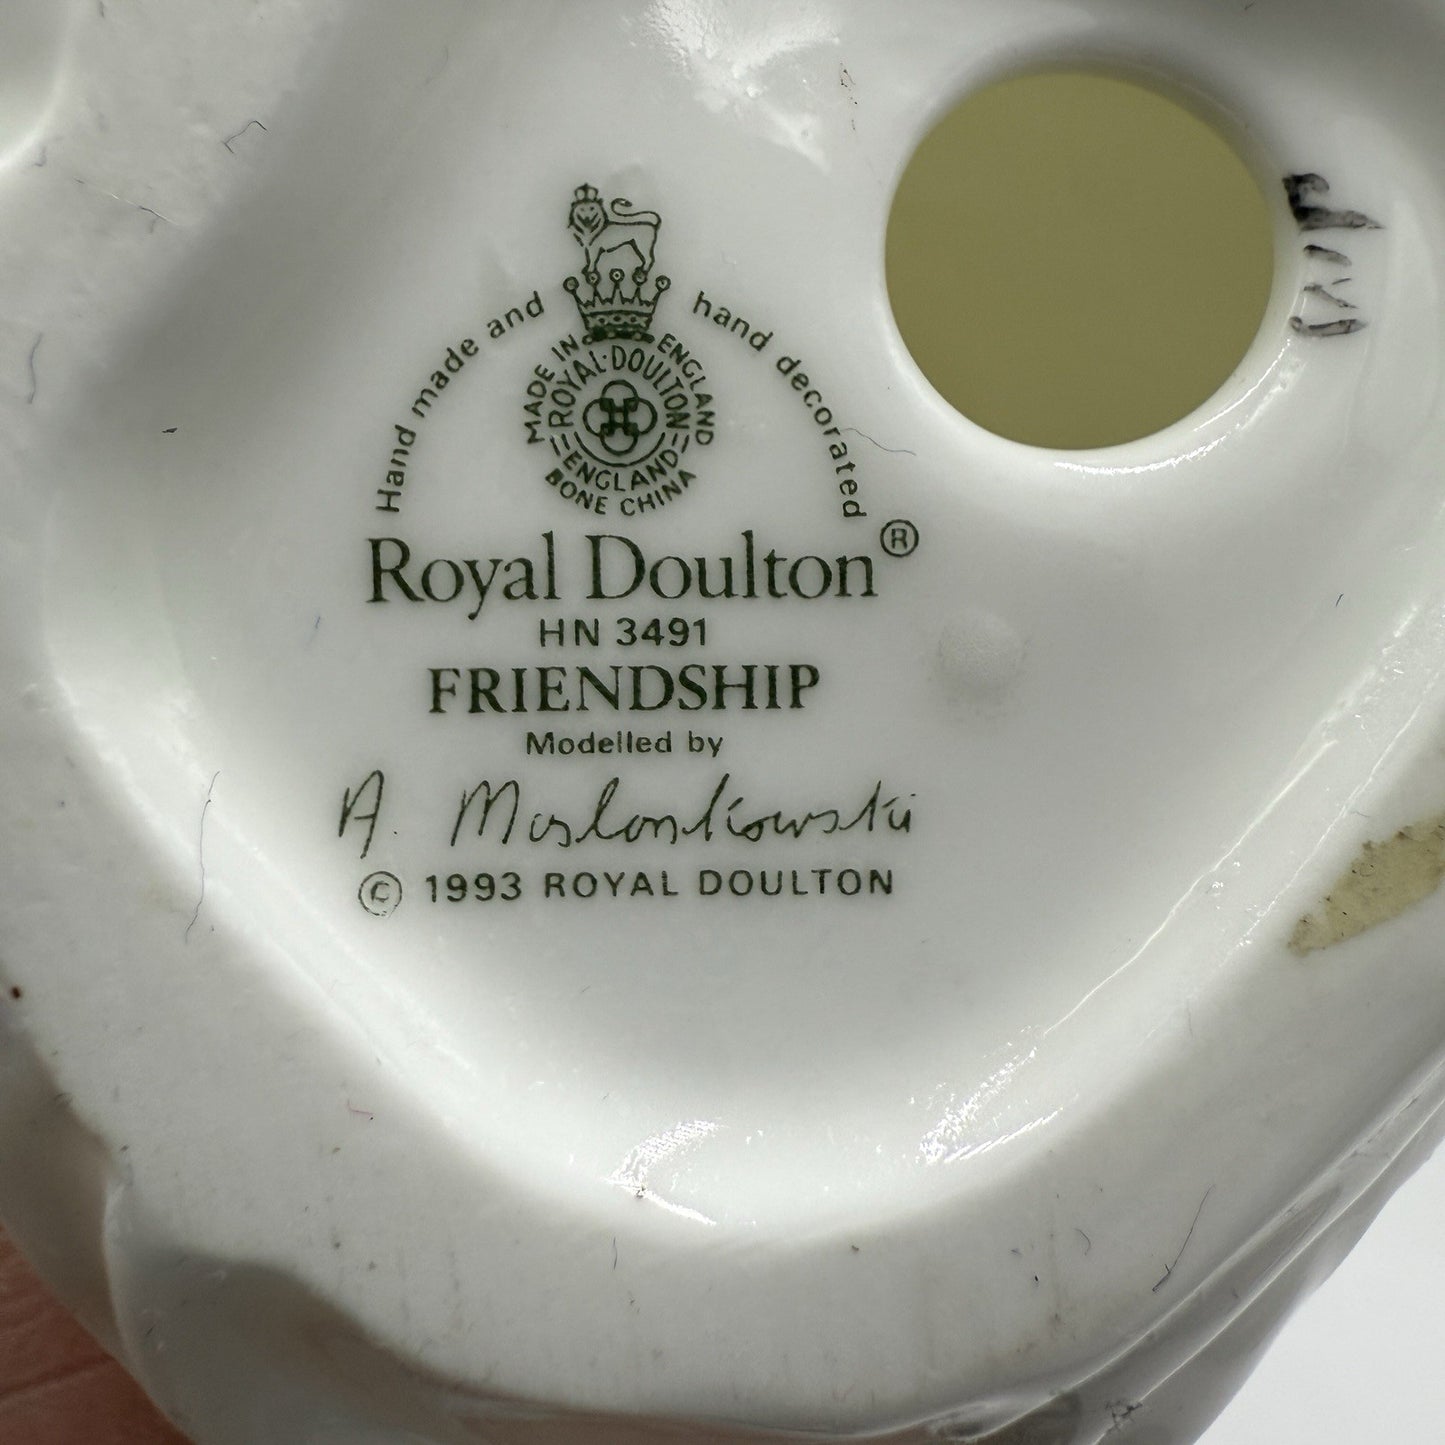 Hand made and hand decorated
MADE IN ENGLAND
ROYAL·DOULTON
ENGLAND
BONE CHINA
Royal Doulton®
HN 3491
FRIENDSHIP
Modelled by
A. Maslankowski
© 1993 ROYAL DOULTON